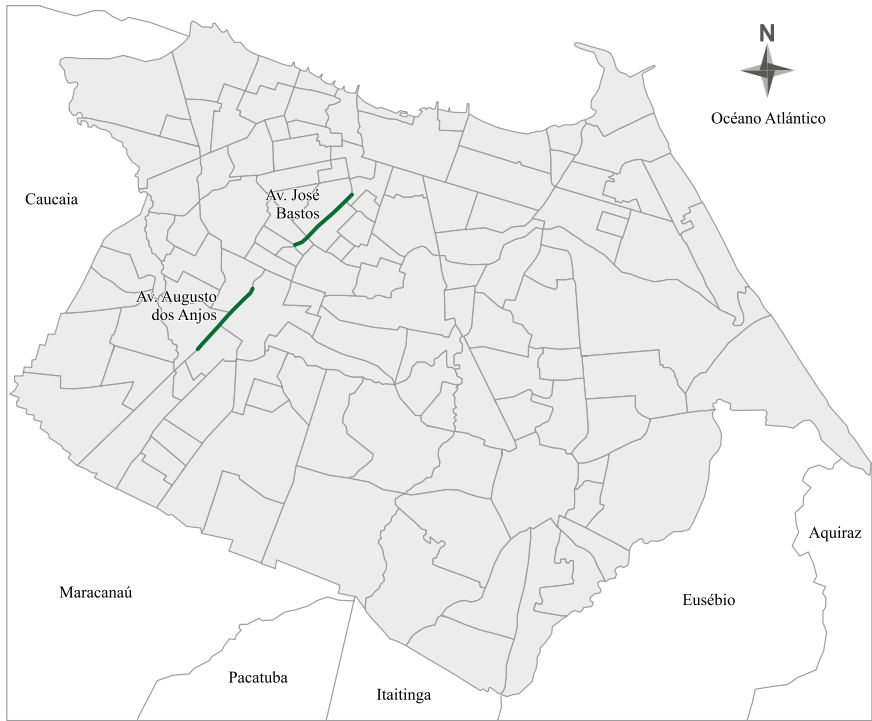 N
Océano Atlántico
Caucaia
Av. José
Bastos
Av. Augusto
dos Anjos
Aquiraz
Maracanaú
Eusébio
Pacatuba
Itaitinga